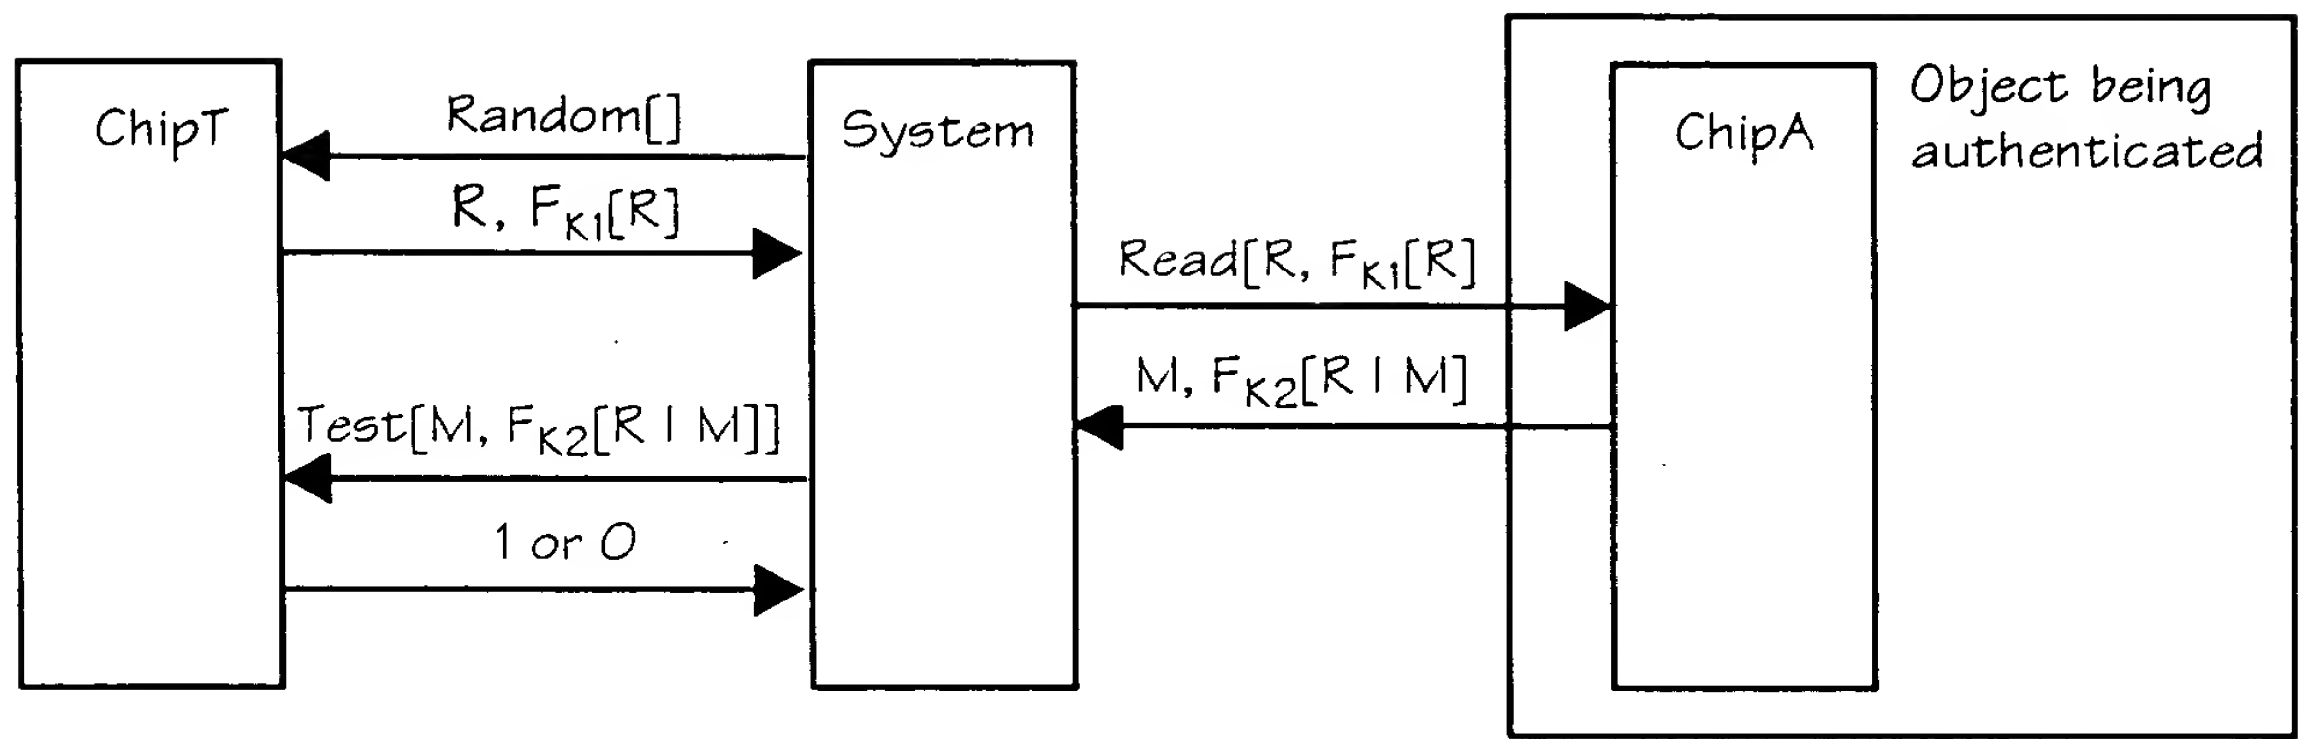 ChipT
Random[]
R, FK1[R]
Test[M, FK2[R | M]]
1 or 0
System
Read[R, FK1[R]
M, FK2[R | M]
ChipA
Object being
authenticated